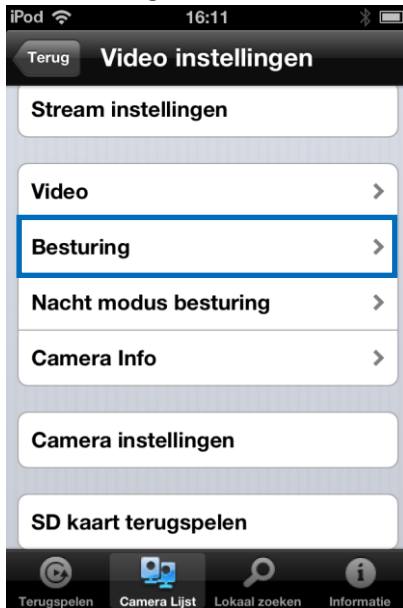 iPod 16:11
Terug Video instellingen
Stream instellingen
Video
Besturing
Nacht modus besturing
Camera Info
Camera instellingen
SD kaart terugspelen
Terugspelen Camera Lijst Lokaal zoeken Informatie